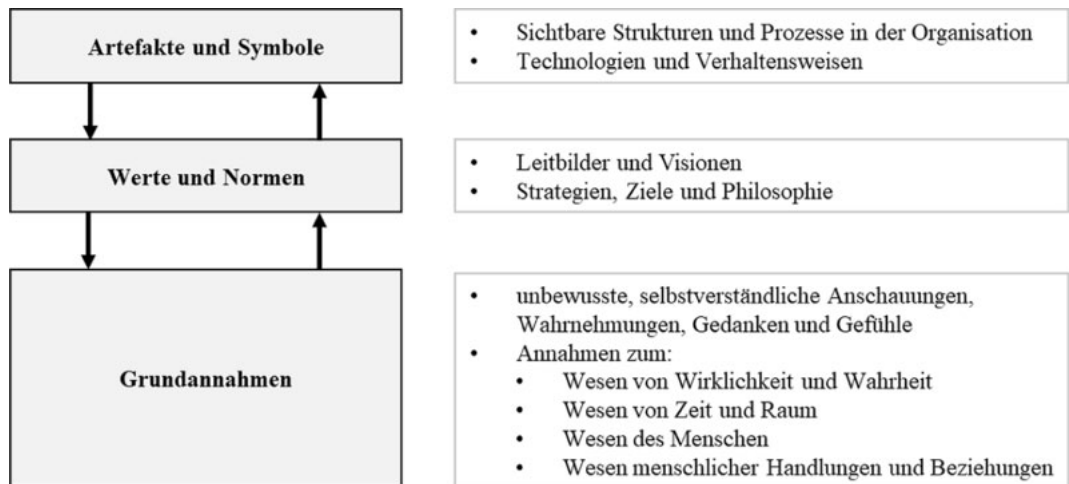 Artefakte und Symbole
• Sichtbare Strukturen und Prozesse in der Organisation
• Technologien und Verhaltensweisen
Werte und Normen
• Leitbilder und Visionen
• Strategien, Ziele und Philosophie
Grundannahmen
• unbewusste, selbstverständliche Anschauungen,
Wahrnehmungen, Gedanken und Gefühle
• Annahmen zum:
• Wesen von Wirklichkeit und Wahrheit
• Wesen von Zeit und Raum
• Wesen des Menschen
• Wesen menschlicher Handlungen und Beziehungen